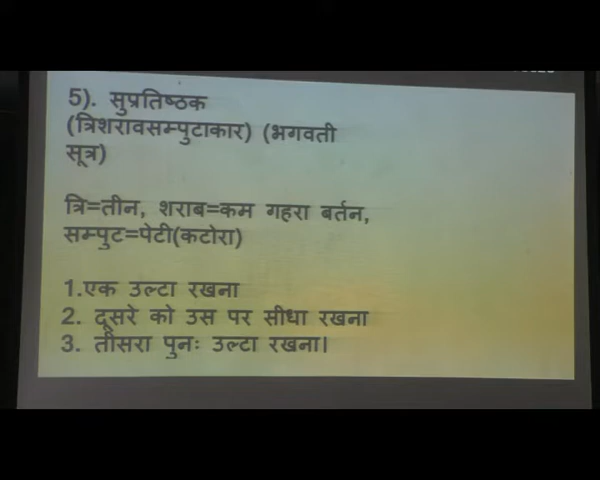 5). सुप्रतिष्ठक
(त्रिशरावसम्पुटाकार) (भगवती
सूत्र)
त्रि=तीन, शराब=कम गहरा बर्तन,
सम्पुट=पेटी(कटोरा)
1.एक उल्टा रखना
2. दूसरे को उस पर सीधा रखना
3. तीसरा पुनः उल्टा रखना।